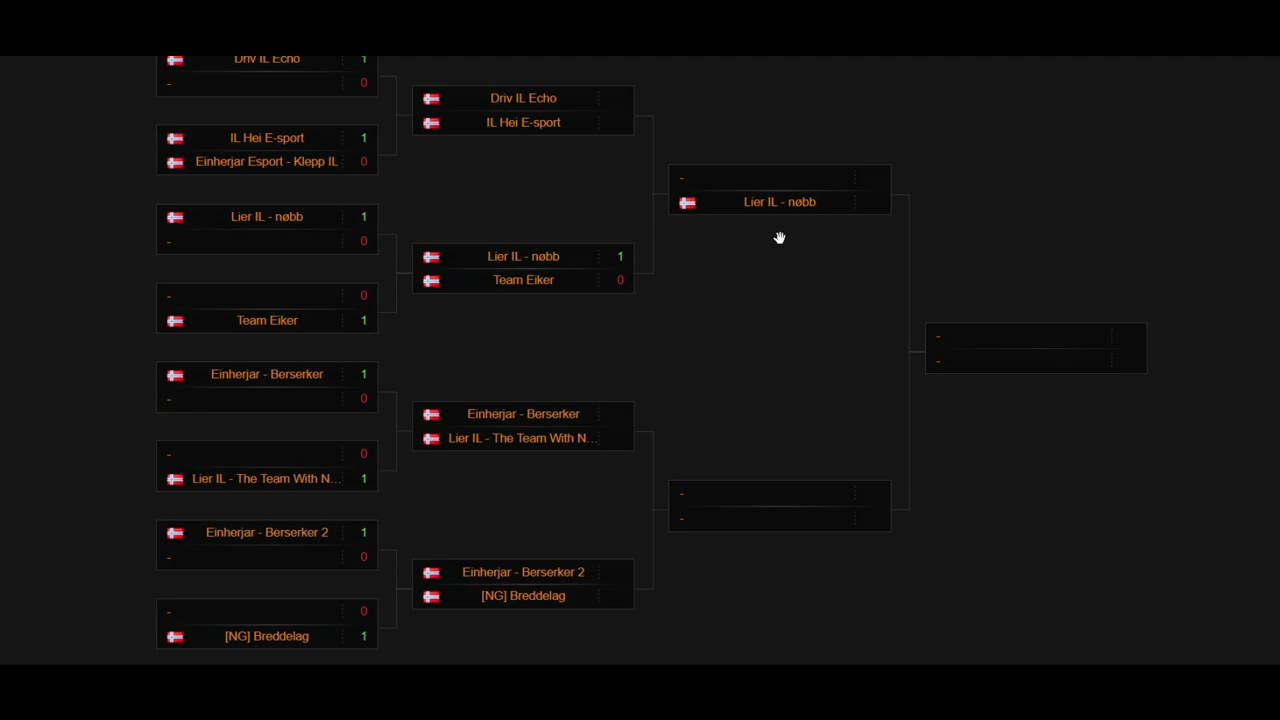 Driv IL Echo 1
- 0
IL Hei E-sport 1
Einherjar Esport - Klepp IL 0
Lier IL - nøbb 1
- 0
- 0
Team Eiker 1
Einherjar - Berserker 1
- 0
- 0
Lier IL - The Team With N... 1
Einherjar - Berserker 2 1
- 0
- 0
[NG] Breddelag 1
Driv IL Echo
IL Hei E-sport
Lier IL - nøbb 1
Team Eiker 0
Einherjar - Berserker
Lier IL - The Team With N...
Einherjar - Berserker 2
[NG] Breddelag
-
Lier IL - nøbb
-
-
-
-